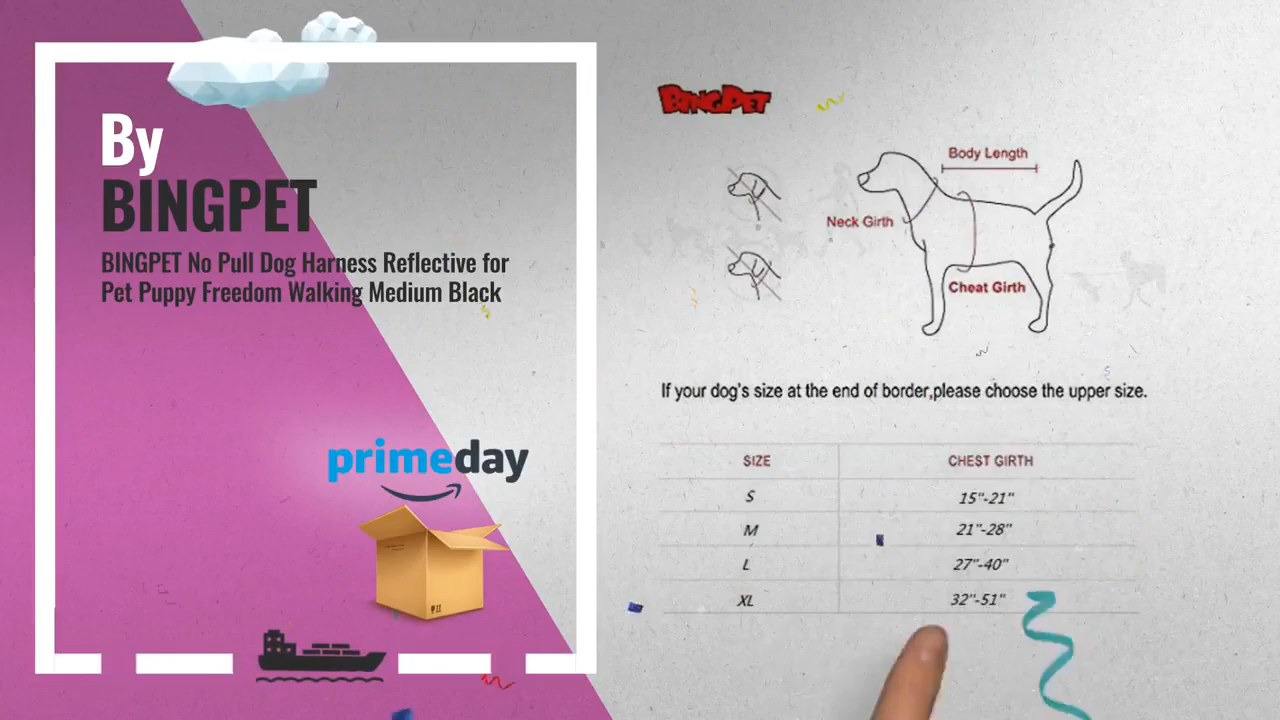 By
BINGPET
BINGPET No Pull Dog Harness Reflective for
Pet Puppy Freedom Walking Medium Black
primeday
BINGPET
Body Length
Neck Girth
Cheat Girth
If your dog's size at the end of border,please choose the upper size.
SIZE CHEST GIRTH
S 15"-21"
M 21"-28"
L 27"-40"
XL 32"-51"